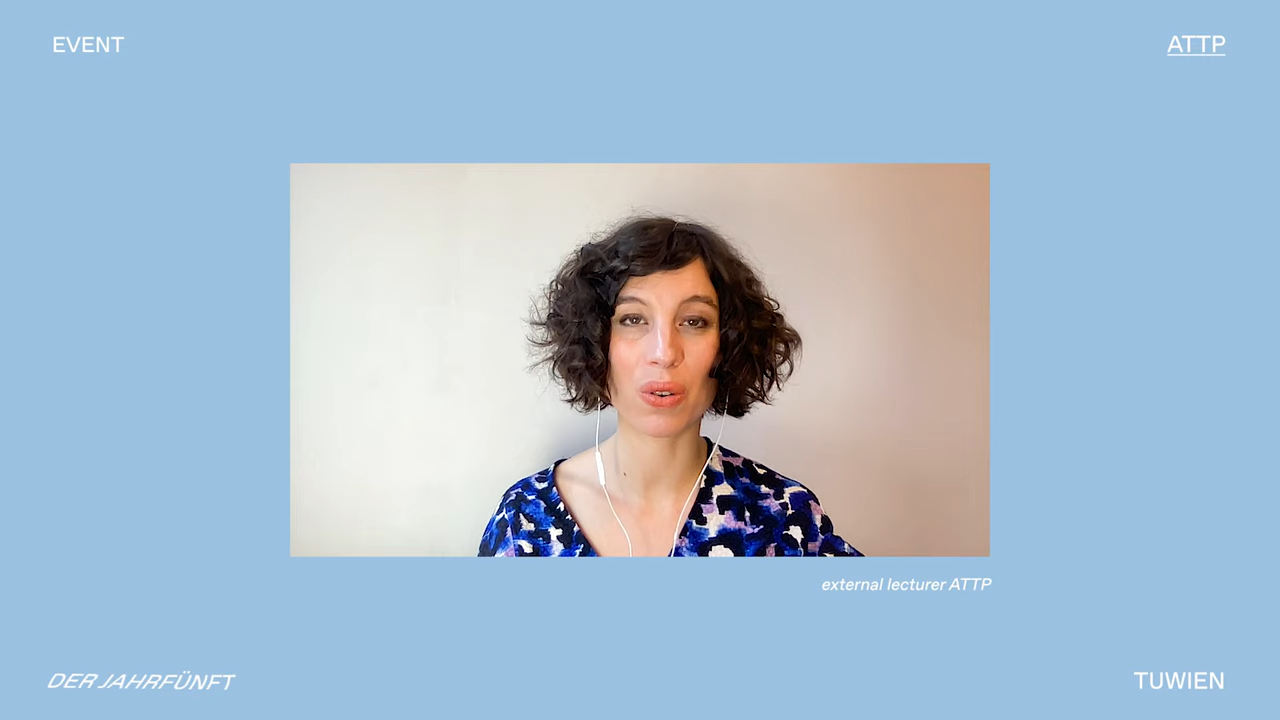 EVENT
ATTP
external lecturer ATTP
DER JAHRFÜNFT
TUWIEN